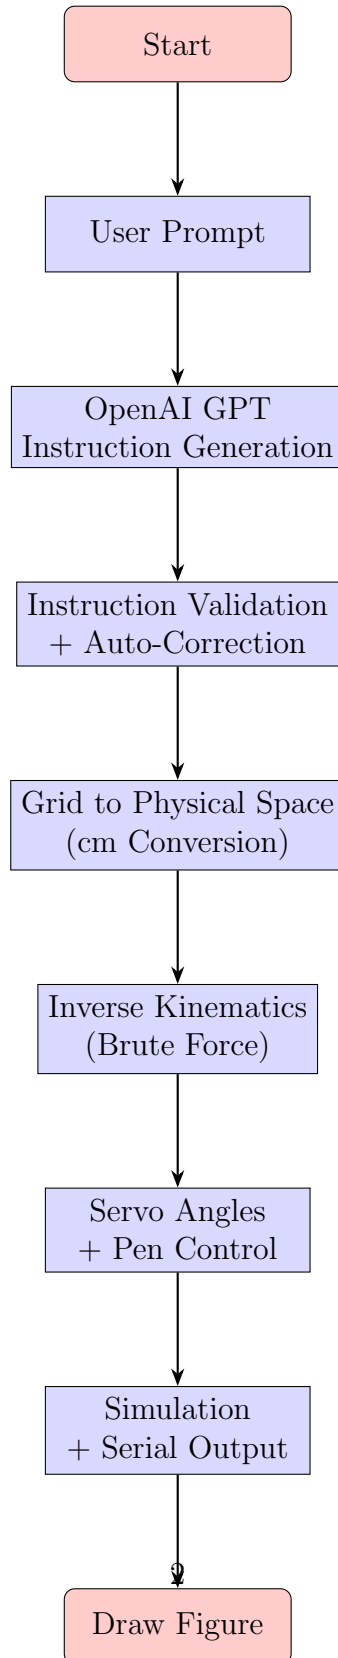 Start
User Prompt
OpenAI GPT
Instruction Generation
Instruction Validation
+ Auto-Correction
Grid to Physical Space
(cm Conversion)
Inverse Kinematics
(Brute Force)
Servo Angles
+ Pen Control
Simulation
+ Serial Output
2
Draw Figure